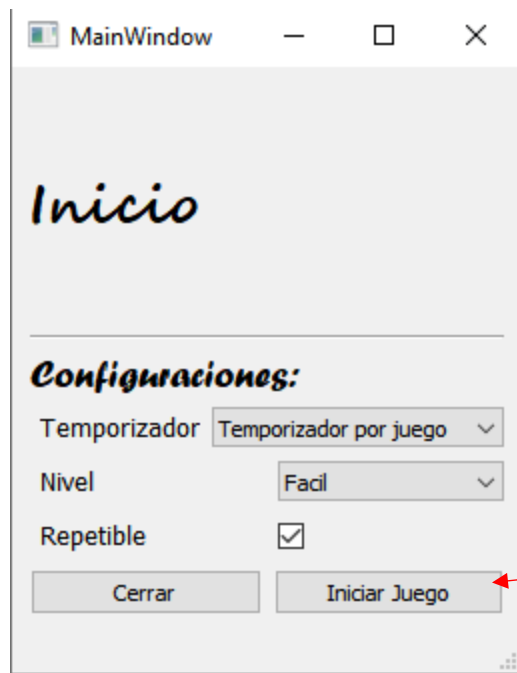 MainWindow
Inicio
Configuraciones:
Temporizador Temporizador por juego
Nivel Facil
Repetible
Cerrar Iniciar Juego